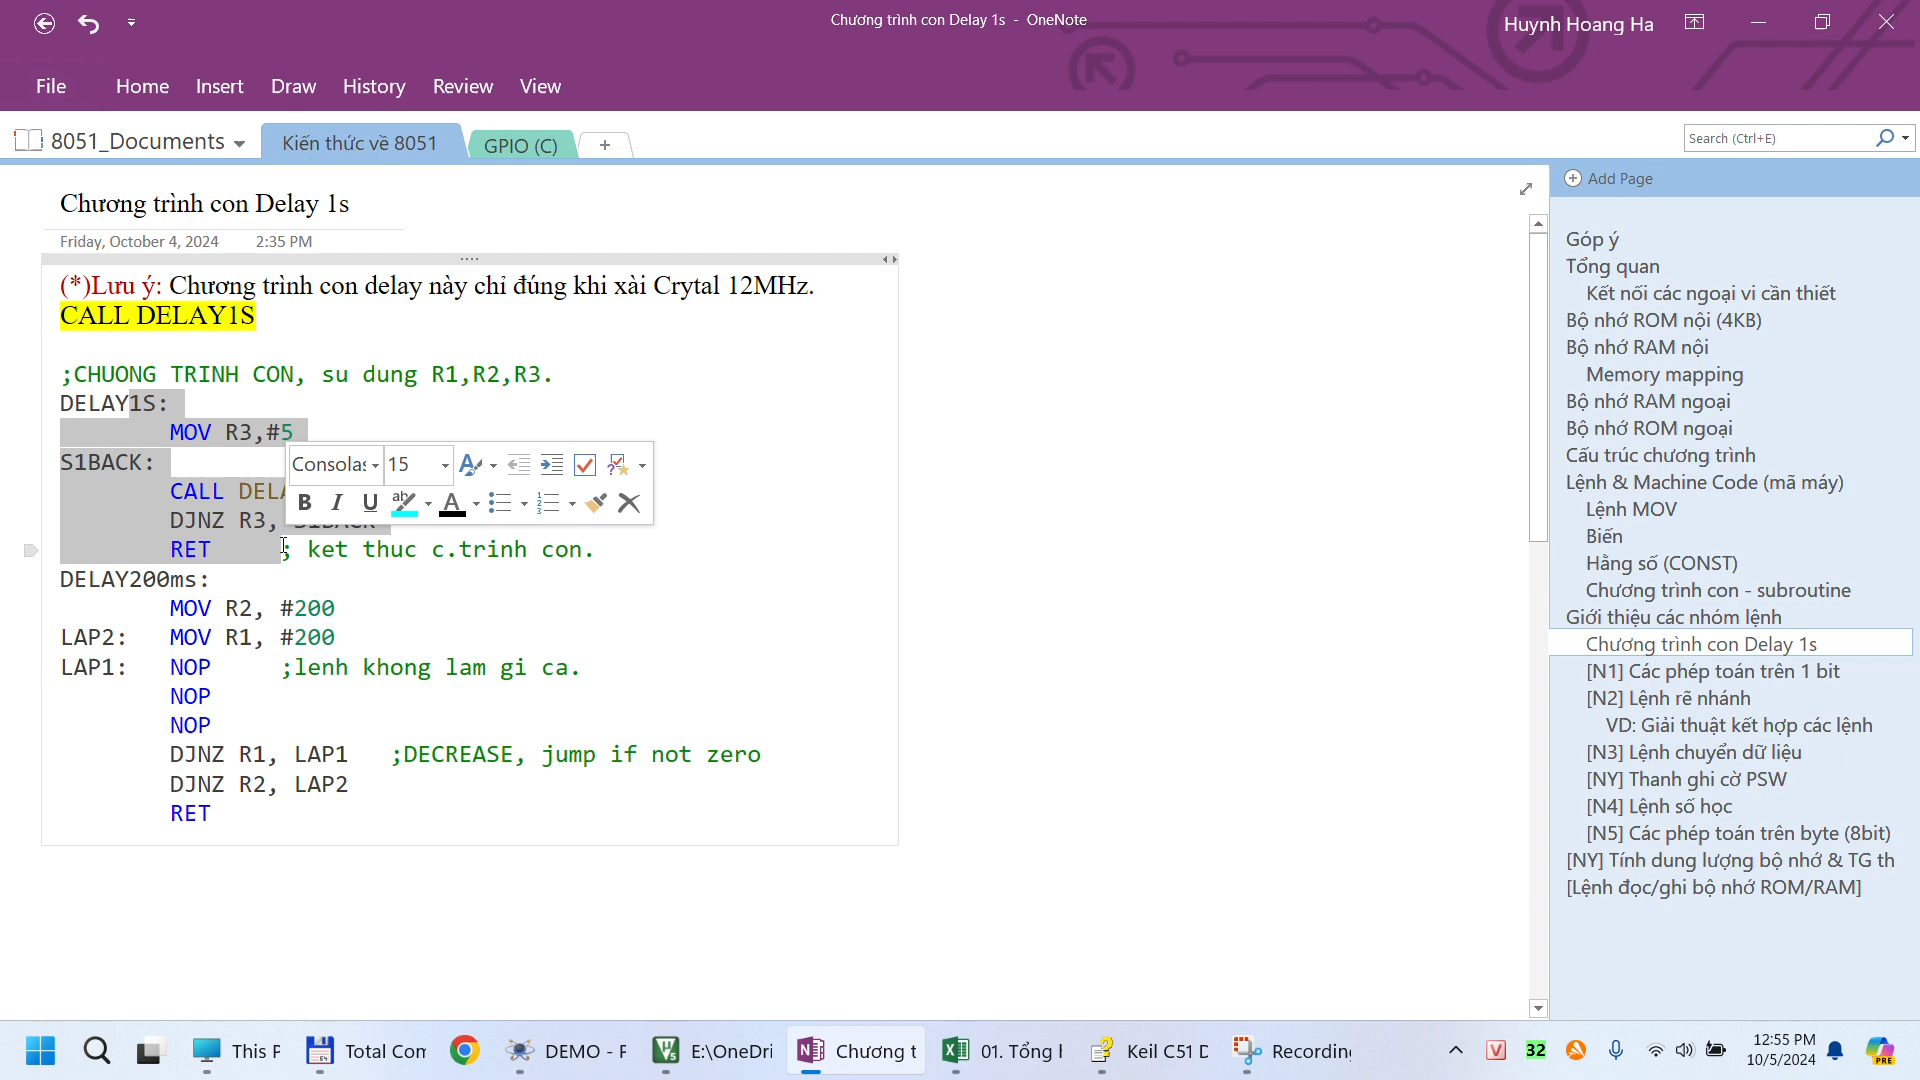 Chương trình con Delay 1s - OneNote
Huynh Hoang Ha
File Home Insert Draw History Review View
8051_Documents
Kiến thức về 8051
GPIO (C)
+
Search (Ctrl+E)
Add Page
Chương trình con Delay 1s
Friday, October 4, 2024 2:35 PM
(*)Lưu ý: Chương trình con delay này chỉ đúng khi xài Crytal 12MHz.
CALL DELAY1S
;CHUONG TRINH CON, su dung R1,R2,R3.
DELAY1S:
MOV R3,#5
S1BACK:
CALL DELA
DJNZ R3, S1BACK
RET ; ket thuc c.trinh con.
DELAY200ms:
MOV R2, #200
LAP2: MOV R1, #200
LAP1: NOP ;lenh khong lam gi ca.
NOP
NOP
DJNZ R1, LAP1 ;DECREASE, jump if not zero
DJNZ R2, LAP2
RET
Consolas 15
B I U ab A
Góp ý
Tổng quan
Kết nối các ngoại vi cần thiết
Bộ nhớ ROM nội (4KB)
Bộ nhớ RAM nội
Memory mapping
Bộ nhớ RAM ngoại
Bộ nhớ ROM ngoại
Cấu trúc chương trình
Lệnh & Machine Code (mã máy)
Lệnh MOV
Biến
Hằng số (CONST)
Chương trình con - subroutine
Giới thiệu các nhóm lệnh
Chương trình con Delay 1s
[N1] Các phép toán trên 1 bit
[N2] Lệnh rẽ nhánh
VD: Giải thuật kết hợp các lệnh
[N3] Lệnh chuyển dữ liệu
[NY] Thanh ghi cờ PSW
[N4] Lệnh số học
[N5] Các phép toán trên byte (8bit)
[NY] Tính dung lượng bộ nhớ & TG th
[Lệnh đọc/ghi bộ nhớ ROM/RAM]
This P
Total Com
DEMO - F
E:\OneDri
Chương t
01. Tổng h
Keil C51 D
Recording
V
32
12:55 PM
10/5/2024
PRE